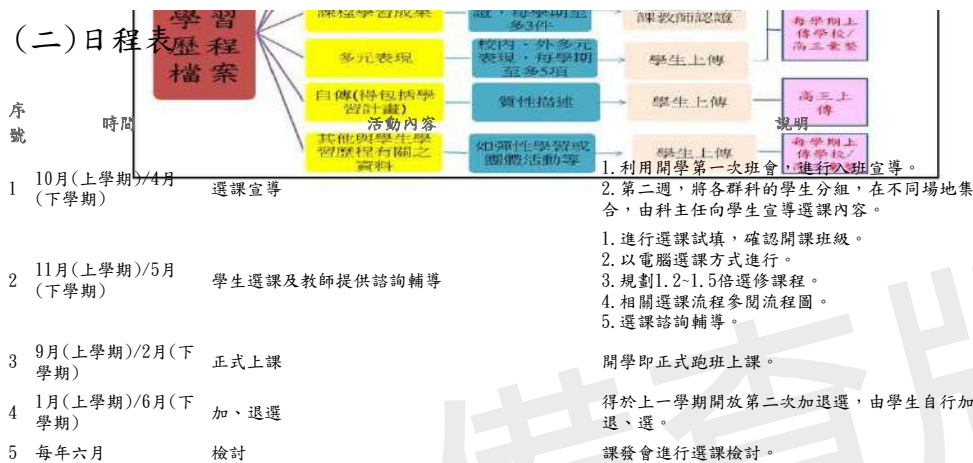 (二)日程表
學習
歷程
檔案
課程學習成果
證，每學期至
多3件
課教師認證
每學期上
傳學校/
高三彙整
多元表現
校內、外多元
表現，每學期
至多5項
學生上傳
自傳(得包括學
習計畫)
質性描述
學生上傳
高三上
傳
其他與學生學
習歷程有關之
資料
如彈性學習或
團體活動等
學生上傳
每學期上
傳學校/
序
號
時間
活動內容
說明
1
10月(上學期)/4月
(下學期)
選課宣導
1.利用開學第一次班會，進行入班宣導。
2.第二週，將各群科的學生分組，在不同場地集
合，由科主任向學生宣導選課內容。
2
11月(上學期)/5月
(下學期)
學生選課及教師提供諮詢輔導
1.進行選課試填，確認開課班級。
2.以電腦選課方式進行。
3.規劃1.2~1.5倍選修課程。
4.相關選課流程參閱流程圖。
5.選課諮詢輔導。
3
9月(上學期)/2月(下
學期)
正式上課
開學即正式跑班上課。
4
1月(上學期)/6月(下
學期)
加、退選
得於上一學期開放第二次加退選，由學生自行加
退、選。
5
每年六月
檢討
課發會進行選課檢討。
備查版